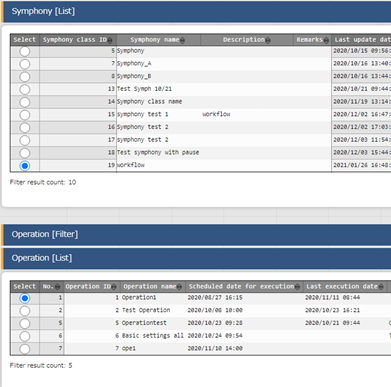 Symphony [List]
Select Symphony class ID Symphony name Description Remarks Last update dat
5 Symphony 2020/10/15 09:56:
7 Symphony_A 2020/10/16 13:40:
8 Symphony_B 2020/10/16 13:44:
13 Test Symph 10/21 2020/10/21 09:44:
14 Symphony class name 2020/11/19 13:14:
15 symphony test 1 workflow 2020/12/02 16:47:
16 symphony test 2 2020/12/02 17:03:
17 symphony test 2 2020/12/03 11:54:
18 Test symphony with pause 2020/12/03 15:44:
19 workflow 2021/01/26 16:48:
Filter result count: 10
Operation [Filter]
Operation [List]
Select No. Operation ID Operation name Scheduled date for execution Last execution date
1 1 Operation1 2020/08/27 16:15 2020/11/11 08:44
2 2 Test Operation 2020/10/08 10:00 2020/10/23 16:21
5 5 Operationtest 2020/10/23 09:28 2020/10/21 09:44
6 6 Basic settings all 2020/10/24 09:54
7 7 ope1 2020/11/10 14:00
Filter result count: 5